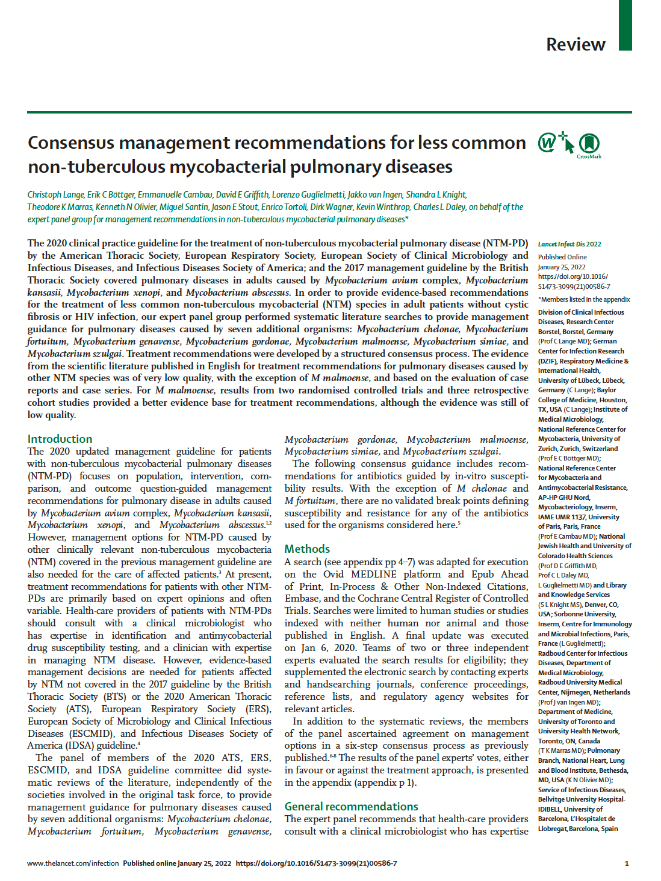 Review
Consensus management recommendations for less common
non-tuberculous mycobacterial pulmonary diseases
CrossMark
Christoph Lange, Erik C Böttger, Emmanuelle Cambau, David E Griffith, Lorenzo Guglielmetti, Jakko van Ingen, Shandra L Knight,
Theodore K Marras, Kenneth N Olivier, Miguel Santin, Jason E Stout, Enrico Tortoli, Dirk Wagner, Kevin Winthrop, Charles L Daley, on behalf of the
expert panel group for management recommendations in non-tuberculous mycobacterial pulmonary diseases*
The 2020 clinical practice guideline for the treatment of non-tuberculous mycobacterial pulmonary disease (NTM-PD)
by the American Thoracic Society, European Respiratory Society, European Society of Clinical Microbiology and
Infectious Diseases, and Infectious Diseases Society of America; and the 2017 management guideline by the British
Thoracic Society covered pulmonary diseases in adults caused by Mycobacterium avium complex, Mycobacterium
kansasii, Mycobacterium xenopi, and Mycobacterium abscessus. In order to provide evidence-based recommendations
for the treatment of less common non-tuberculous mycobacterial (NTM) species in adult patients without cystic
fibrosis or HIV infection, our expert panel group performed systematic literature searches to provide management
guidance for pulmonary diseases caused by seven additional organisms: Mycobacterium chelonae, Mycobacterium
fortuitum, Mycobacterium genavense, Mycobacterium gordonae, Mycobacterium malmoense, Mycobacterium simiae, and
Mycobacterium szulgai. Treatment recommendations were developed by a structured consensus process. The evidence
from the scientific literature published in English for treatment recommendations for pulmonary diseases caused by
other NTM species was of very low quality, with the exception of M malmoense, and based on the evaluation of case
reports and case series. For M malmoense, results from two randomised controlled trials and three retrospective
cohort studies provided a better evidence base for treatment recommendations, although the evidence was still of
low quality.
Introduction
The 2020 updated management guideline for patients
with non-tuberculous mycobacterial pulmonary diseases
(NTM-PD) focuses on population, intervention, com-
parison, and outcome question-guided management
recommendations for pulmonary disease in adults caused
by Mycobacterium avium complex, Mycobacterium kansasii,
Mycobacterium xenopi, and Mycobacterium abscessus.1,2
However, management options for NTM-PD caused by
other clinically relevant non-tuberculous mycobacteria
(NTM) covered in the previous management guideline are
also needed for the care of affected patients.3 At present,
treatment recommendations for patients with other NTM-
PDs are primarily based on expert opinions and often
variable. Health-care providers of patients with NTM-PDs
should consult with a clinical microbiologist who
has expertise in identification and antimycobacterial
drug susceptibility testing, and a clinician with expertise
in managing NTM disease. However, evidence-based
management decisions are needed for patients affected
by NTM not covered in the 2017 guideline by the British
Thoracic Society (BTS) or the 2020 American Thoracic
Society (ATS), European Respiratory Society (ERS),
European Society of Microbiology and Clinical Infectious
Diseases (ESCMID), and Infectious Diseases Society of
America (IDSA) guideline.4
The panel of members of the 2020 ATS, ERS,
ESCMID, and IDSA guideline committee did syste-
matic reviews of the literature, independently of the
societies involved in the original task force, to provide
management guidance for pulmonary diseases caused
by seven additional organisms: Mycobacterium chelonae,
Mycobacterium fortuitum, Mycobacterium genavense,
Mycobacterium gordonae, Mycobacterium malmoense,
Mycobacterium simiae, and Mycobacterium szulgai.
The following consensus guidance includes recom-
mendations for antibiotics guided by in-vitro suscepti-
bility results. With the exception of M chelonae and
M fortuitum, there are no validated break points defining
susceptibility and resistance for any of the antibiotics
used for the organisms considered here.5
Methods
A search (see appendix pp 4–7) was adapted for execution
on the Ovid MEDLINE platform and Epub Ahead
of Print, In-Process & Other Non-Indexed Citations,
Embase, and the Cochrane Central Register of Controlled
Trials. Searches were limited to human studies or studies
indexed with neither human nor animal and those
published in English. A final update was executed
on Jan 6, 2020. Teams of two or three independent
experts evaluated the search results for eligibility; they
supplemented the electronic search by contacting experts
and handsearching journals, conference proceedings,
reference lists, and regulatory agency websites for
relevant articles.
In addition to the systematic reviews, the members
of the panel ascertained agreement on management
options in a six-step consensus process as previously
published.6–8 The results of the panel experts' votes, either
in favour or against the treatment approach, is presented
in the appendix (appendix p 1).
General recommendations
The expert panel recommends that health-care providers
consult with a clinical microbiologist who has expertise
Lancet Infect Dis 2022
Published Online
January 25, 2022
https://doi.org/10.1016/
S1473-3099(21)00586-7
*Members listed in the appendix
Division of Clinical Infectious
Diseases, Research Center
Borstel, Borstel, Germany
(Prof C Lange MD); German
Center for Infection Research
(DZIF), Respiratory Medicine &
International Health,
University of Lübeck, Lübeck,
Germany (C Lange); Baylor
College of Medicine, Houston,
TX, USA (C Lange); Institute of
Medical Microbiology,
National Reference Center for
Mycobacteria, University of
Zurich, Zurich, Switzerland
(Prof E C Böttger MD);
National Reference Center
for Mycobacteria and
Antimycobacterial Resistance,
AP-HP GHU Nord,
Mycobacteriology, Inserm,
IAME UMR 1137, University
of Paris, Paris, France
(Prof E Cambau MD); National
Jewish Health and University of
Colorado Health Sciences
(Prof D E Griffith MD,
Prof C L Daley MD,
L Guglielmetti MD) and Library
and Knowledge Services
(S L Knight MS), Denver, CO,
USA; Sorbonne University,
Inserm, Centre for Immunology
and Microbial Infections, Paris,
France (L Guglielmetti);
Radboud Center for Infectious
Diseases, Department of
Medical Microbiology,
Radboud University Medical
Center, Nijmegen, Netherlands
(Prof J van Ingen MD);
Department of Medicine,
University of Toronto and
University Health Network,
Toronto, ON, Canada
(T K Marras MD); Pulmonary
Branch, National Heart, Lung
and Blood Institute, Bethesda,
MD, USA (K N Olivier MD);
Service of Infectious Diseases,
Bellvitge University Hospital-
IDIBELL, University of
Barcelona, L'Hospitalet de
Llobregat, Barcelona, Spain
www.thelancet.com/infection Published online January 25, 2022 https://doi.org/10.1016/S1473-3099(21)00586-7
1